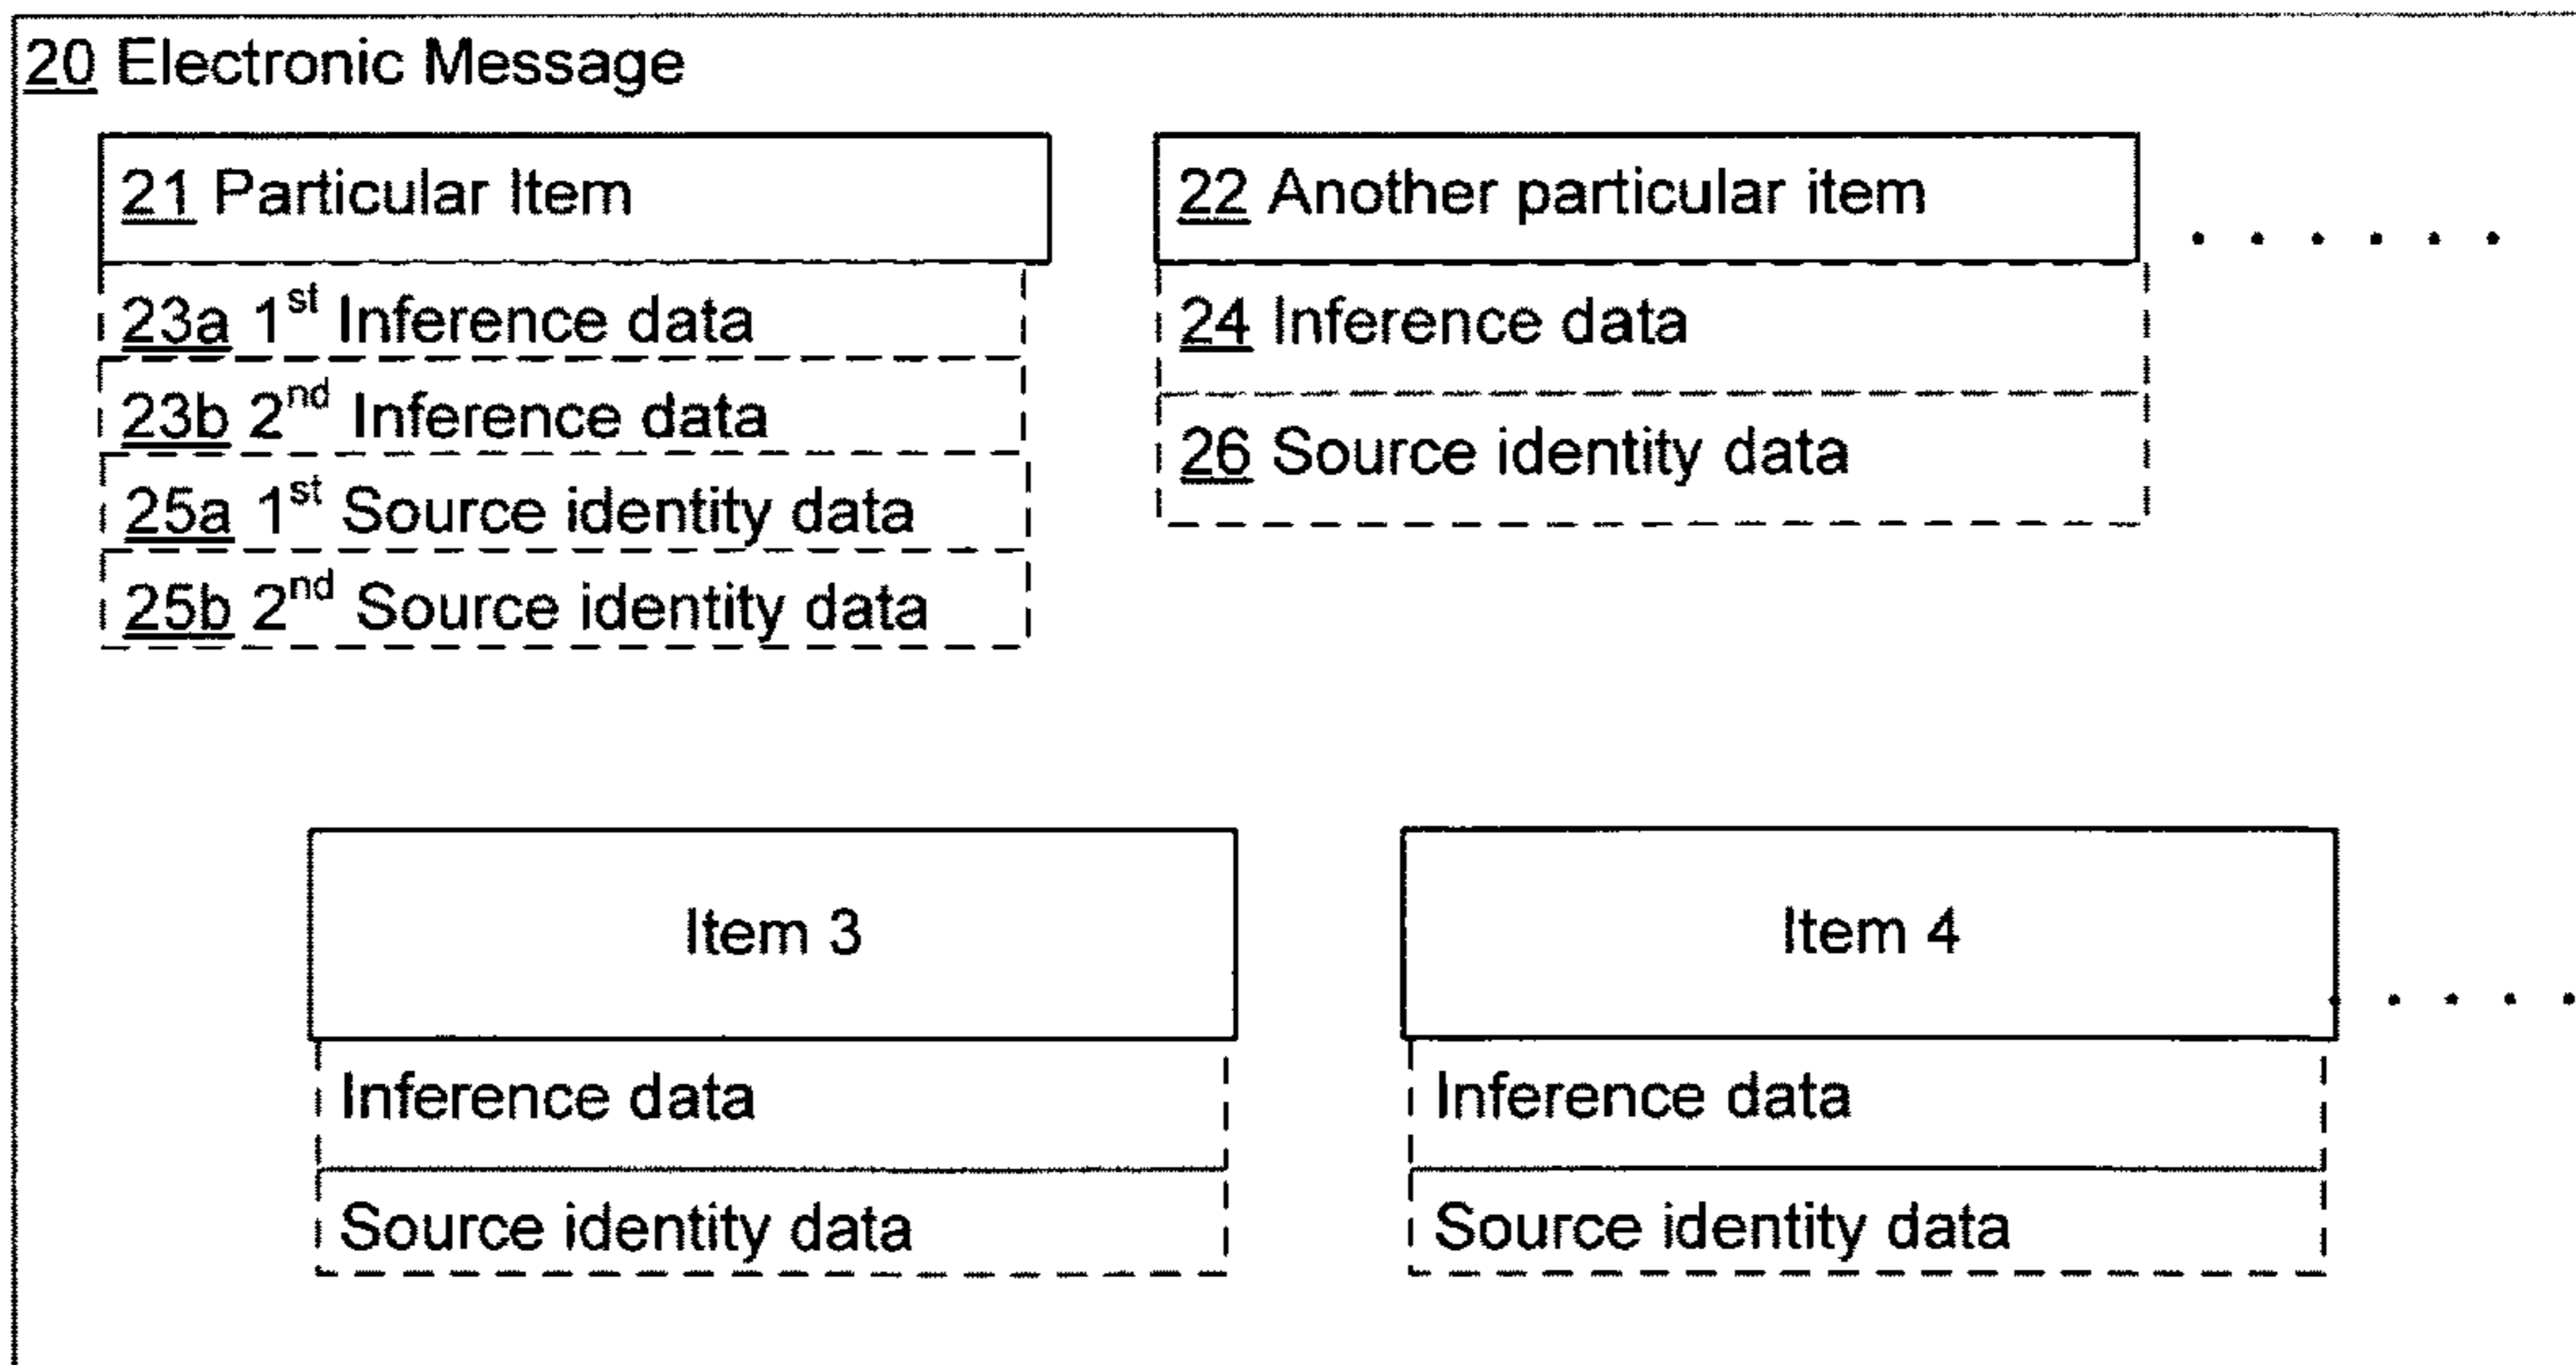 20 Electronic Message
21 Particular Item
23a 1st Inference data
23b 2nd Inference data
25a 1st Source identity data
25b 2nd Source identity data
22 Another particular item
24 Inference data
26 Source identity data
Item 3
Inference data
Source identity data
Item 4
Inference data
Source identity data